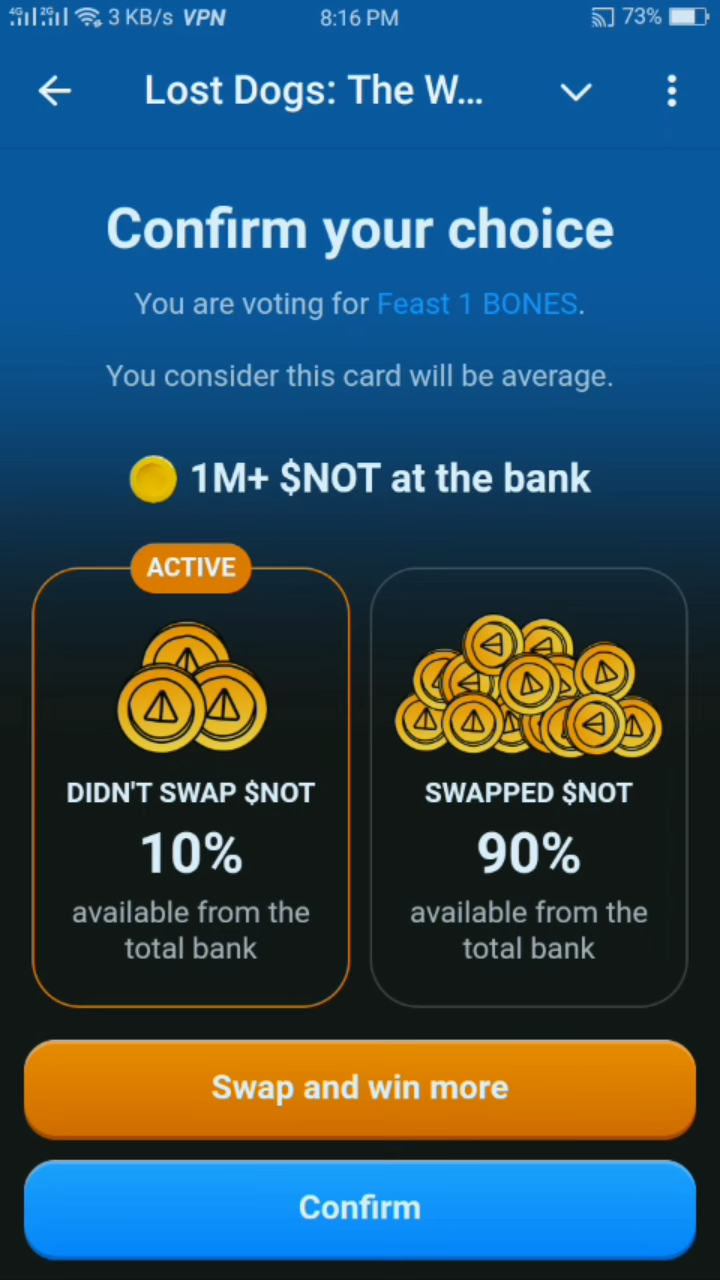 4G 2G 3 KB/s VPN 8:16 PM 73%
Lost Dogs: The W...
Confirm your choice
You are voting for Feast 1 BONES.
You consider this card will be average.
1M+ $NOT at the bank
ACTIVE
DIDN'T SWAP $NOT
10%
available from the
total bank
SWAPPED $NOT
90%
available from the
total bank
Swap and win more
Confirm